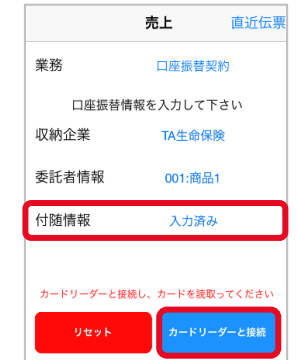 売上 直近伝票
業務 口座振替契約
口座振替情報を入力して下さい
収納企業 TA生命保険
委託者情報 001:商品1
付随情報 入力済み
カードリーダーと接続し、カードを読取ってください
リセット カードリーダーと接続